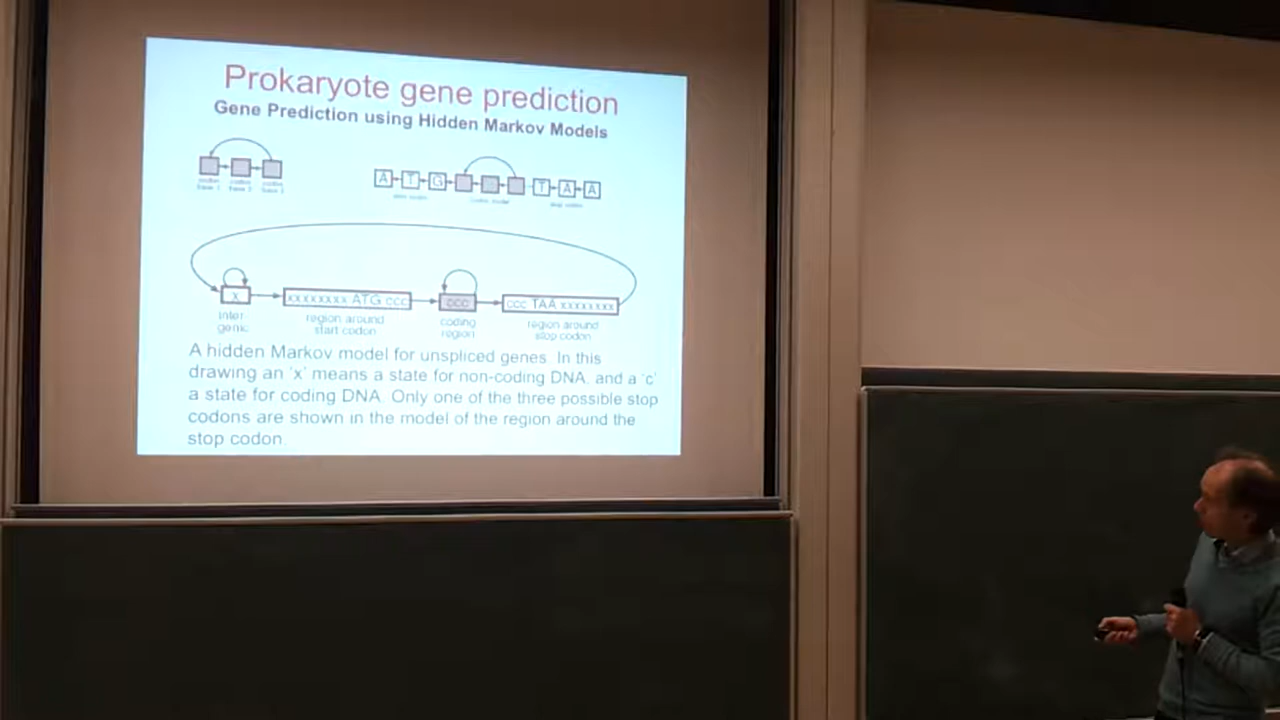 Prokaryote gene prediction
Gene Prediction using Hidden Markov Models
A T G T A A
x
xxxxxxxx ATG ccc
ccc
ccc TAA xxxxxxxx
inter genic
region around start codon
coding region
region around stop codon
A hidden Markov model for unspliced genes. In this
drawing an 'x' means a state for non-coding DNA, and a 'c'
a state for coding DNA. Only one of the three possible stop
codons are shown in the model of the region around the
stop codon.